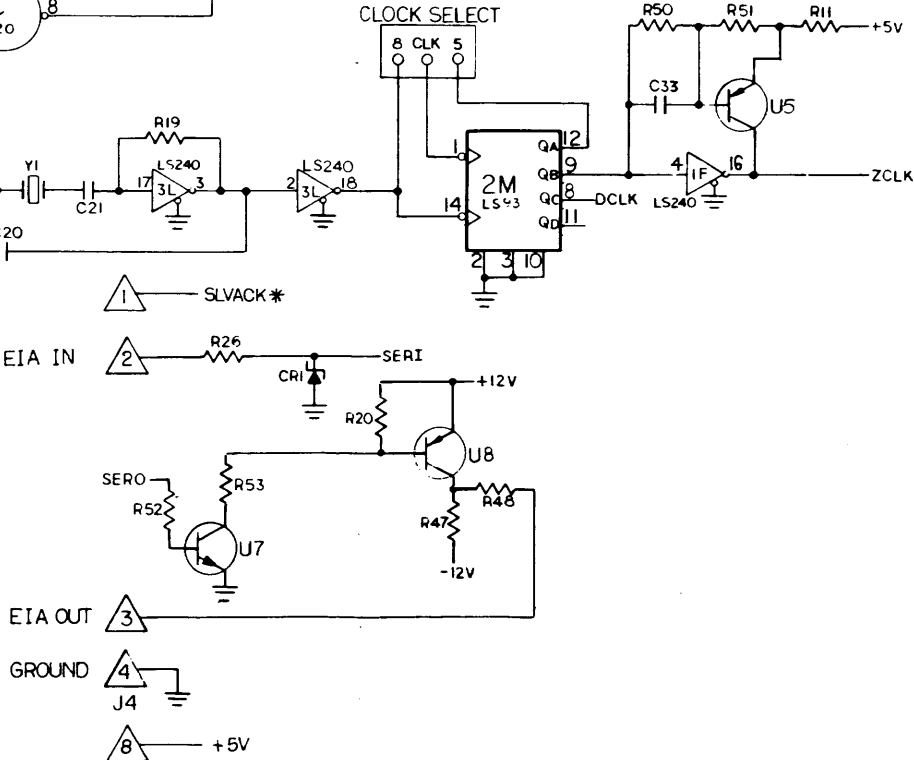 8
20
CLOCK SELECT
8 CLK 5
R50 R51 R11
+5V
C33
U5
R19
Y1
C21
LS240
17 3L 3
LS240
2 3L 18
1
14
2M
QA 12
QB 9
QC 8
QD 11
DCLK
2 3 10
4 1F 16
LS240
ZCLK
C20
1 SLVACK*
EIA IN 2 R26 SERI
CR1
+12V
R20
U8
SERO
R52
R53
U7
R47
R48
-12V
EIA OUT 3
GROUND 4
J4
8 +5V